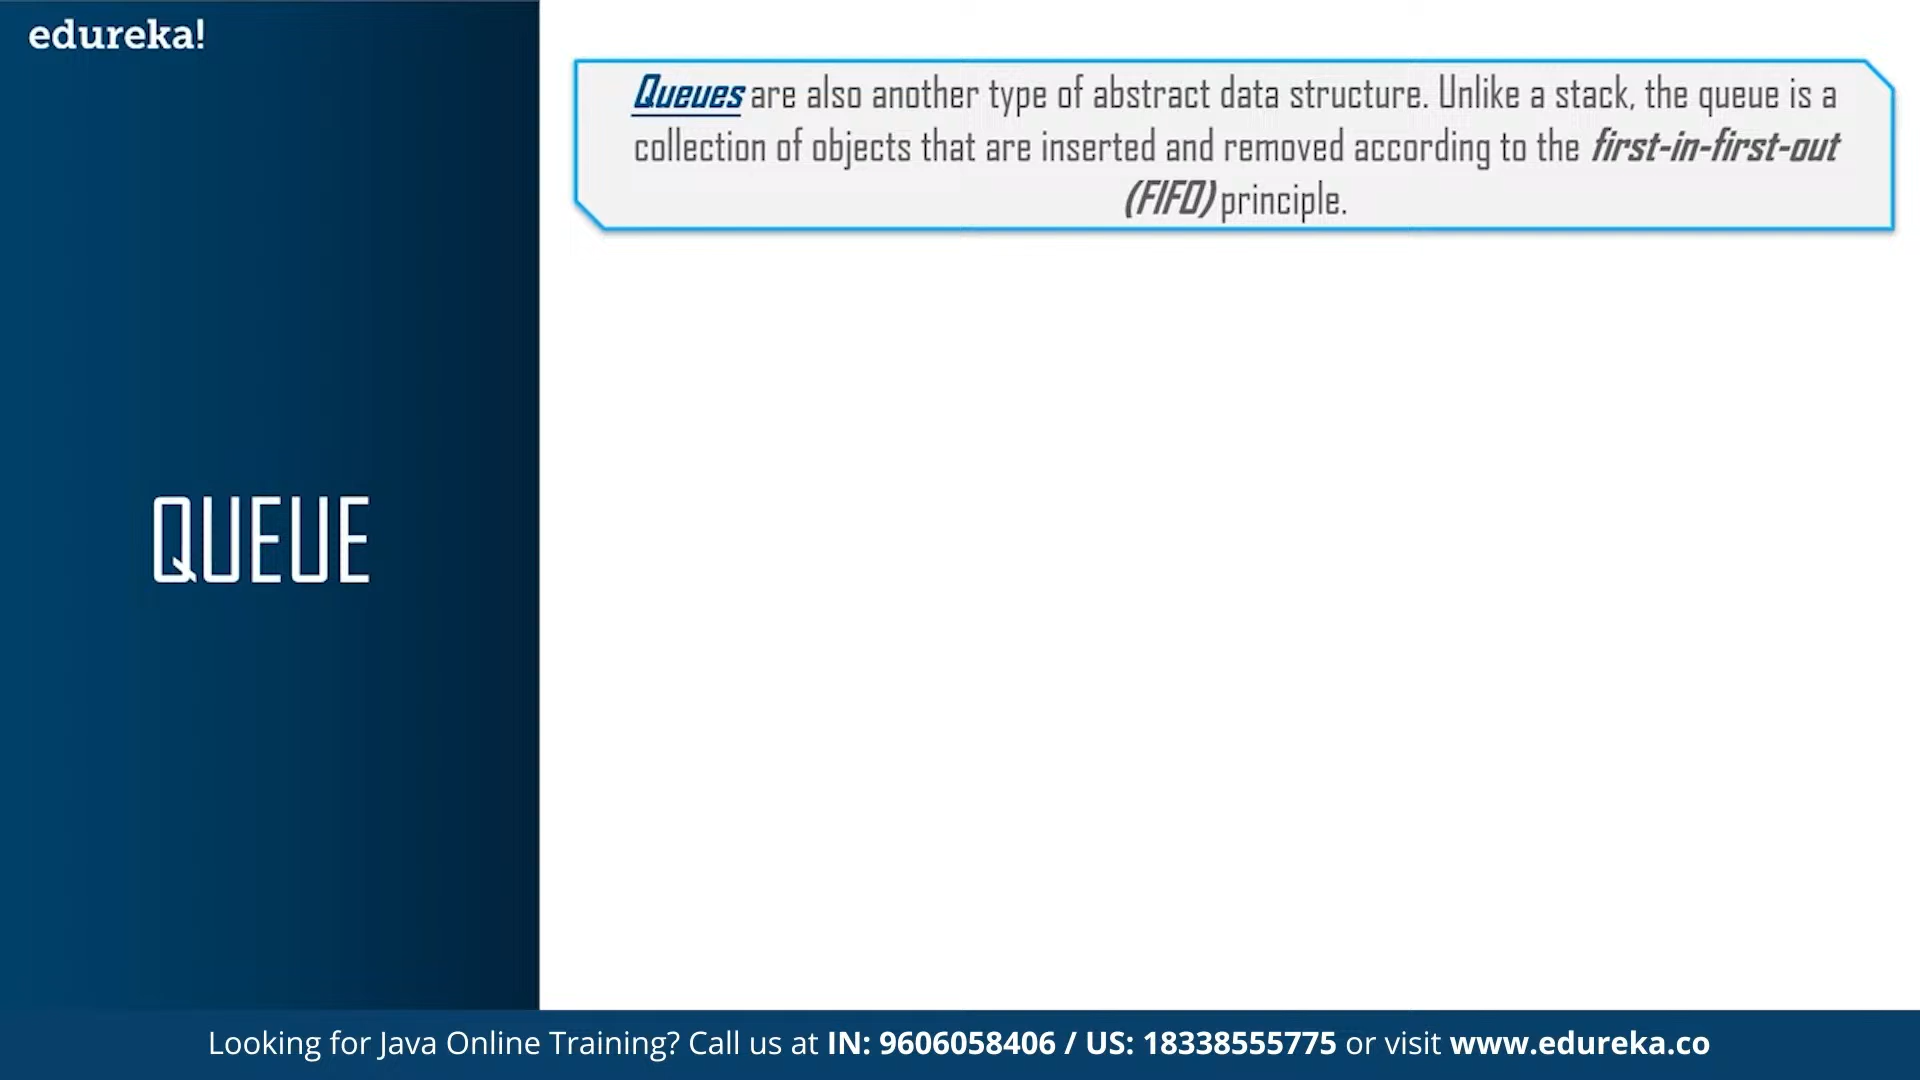 edureka!
Queues are also another type of abstract data structure. Unlike a stack, the queue is a
collection of objects that are inserted and removed according to the first-in-first-out
(FIFO) principle.
QUEUE
Looking for Java Online Training? Call us at IN: 9606058406 / US: 18338555775 or visit www.edureka.co